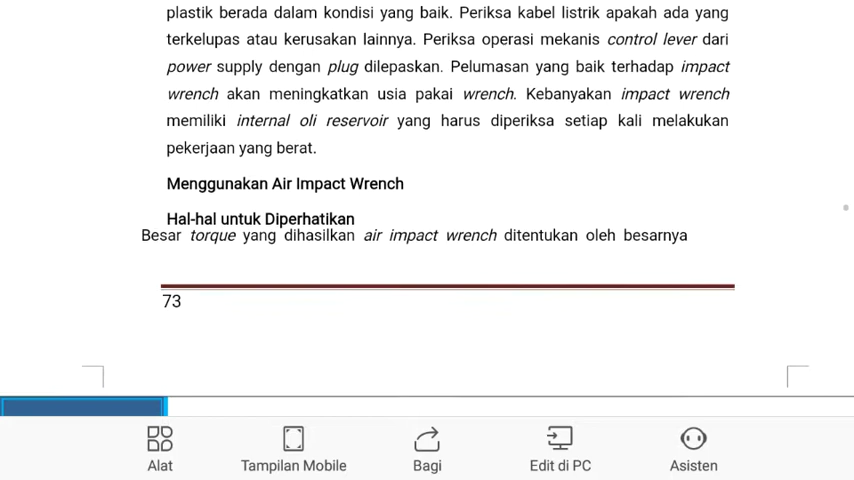 plastik berada dalam kondisi yang baik. Periksa kabel listrik apakah ada yang
terkelupas atau kerusakan lainnya. Periksa operasi mekanis control lever dari
power supply dengan plug dilepaskan. Pelumasan yang baik terhadap impact
wrench akan meningkatkan usia pakai wrench. Kebanyakan impact wrench
memiliki internal oli reservoir yang harus diperiksa setiap kali melakukan
pekerjaan yang berat.
Menggunakan Air Impact Wrench
Hal-hal untuk Diperhatikan
Besar torque yang dihasilkan air impact wrench ditentukan oleh besarnya
73
Alat
Tampilan Mobile
Bagi
Edit di PC
Asisten